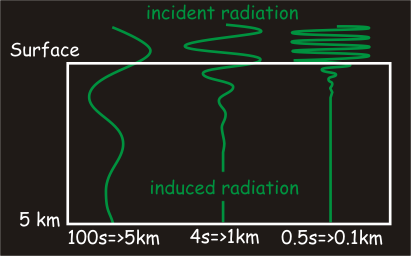 incident radiation
Surface
induced radiation
5 km
100s=>5km 4s=>1km 0.5s=>0.1km